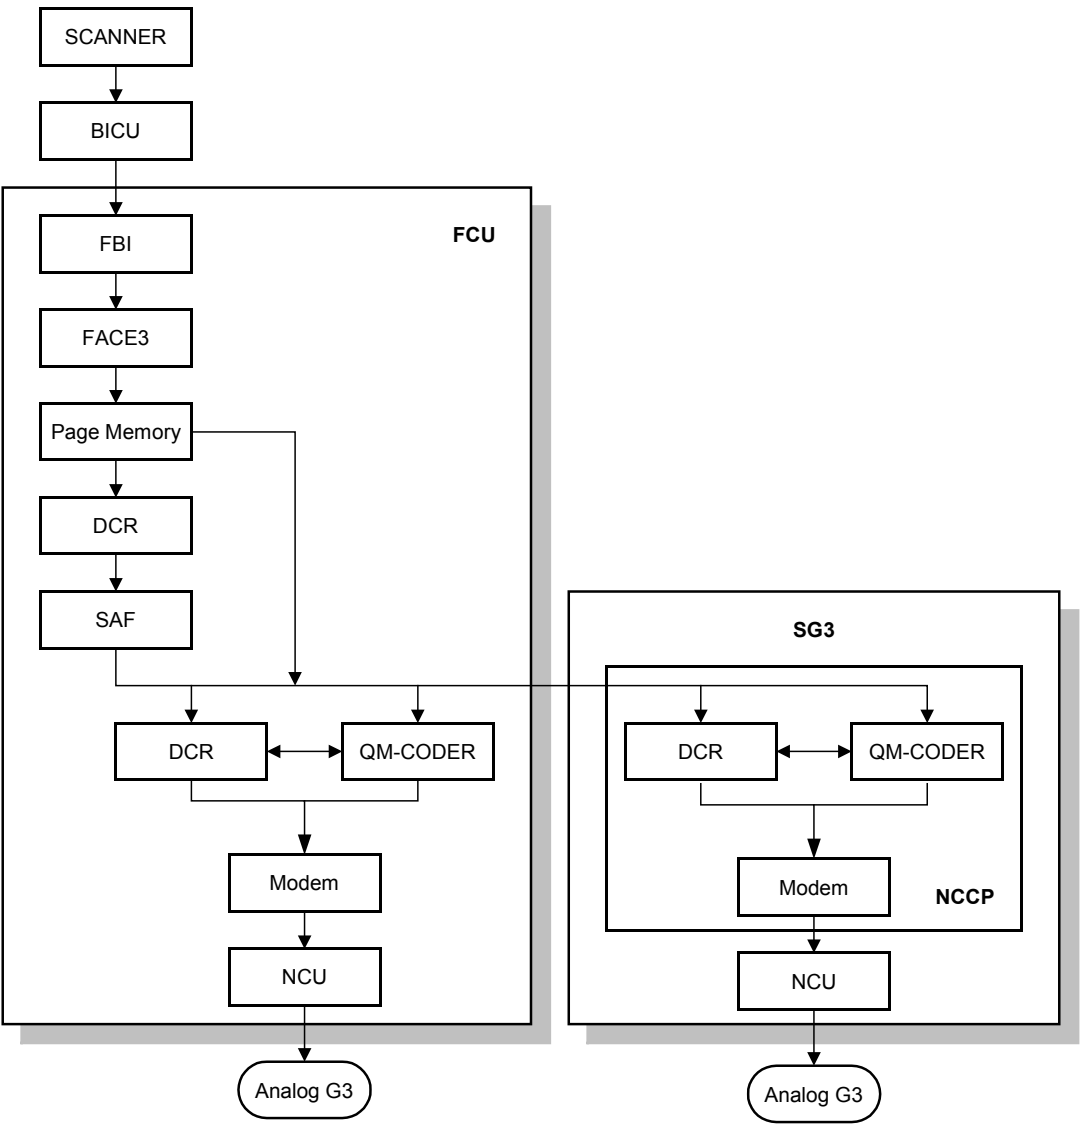 SCANNER
BICU
FCU
FBI
FACE3
Page Memory
DCR
SAF
SG3
DCR
QM-CODER
DCR
QM-CODER
Modem
Modem
NCCP
NCU
NCU
Analog G3
Analog G3